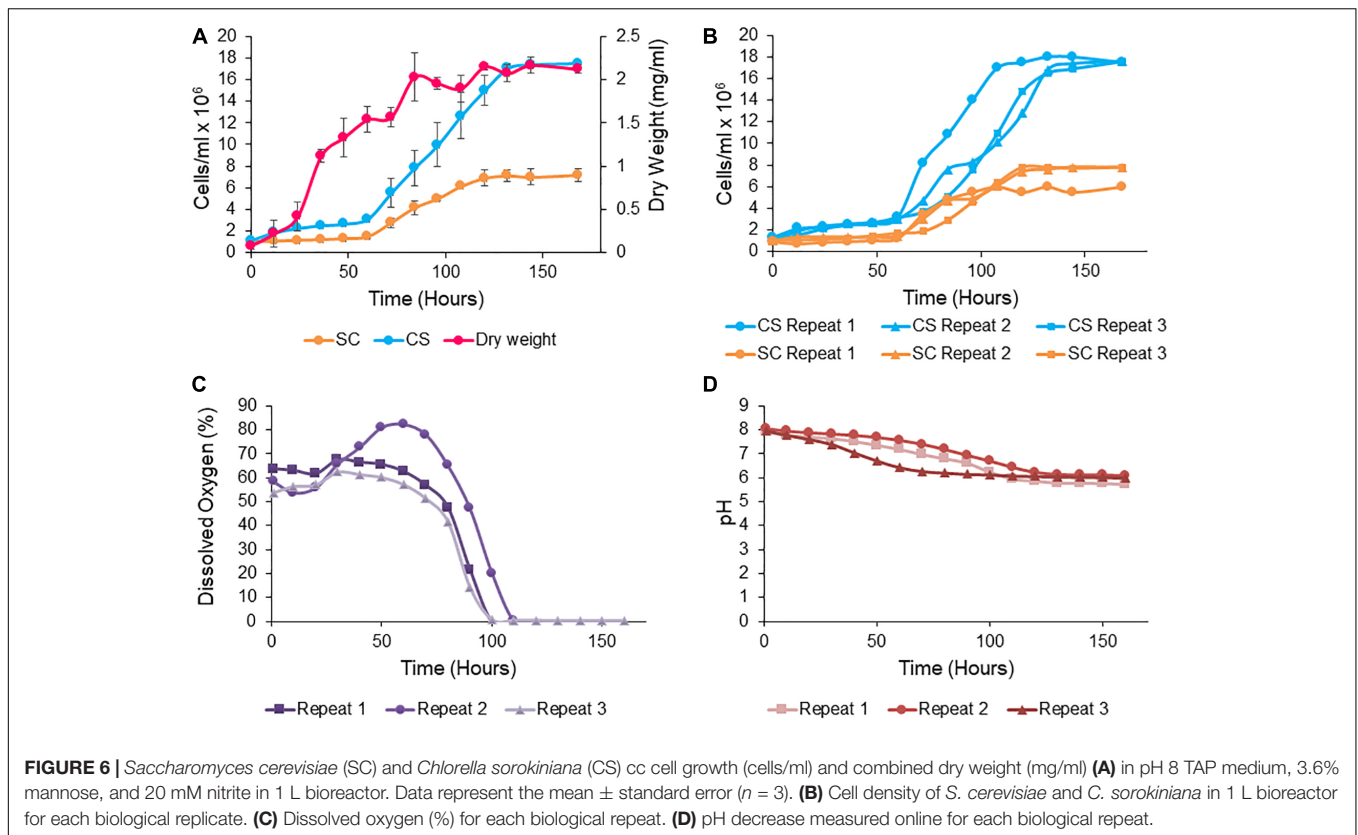 A
B
20
18
16
14
12
10
8
6
4
2
0
Cells/ml x 10⁶
2.5
2
1.5
1
0.5
0
Dry Weight (mg/ml)
0 50 100 150
Time (Hours)
SC CS Dry weight
20
18
16
14
12
10
8
6
4
2
0
Cells/ml x 10⁶
0 50 100 150
Time (Hours)
CS Repeat 1 CS Repeat 2 CS Repeat 3
SC Repeat 1 SC Repeat 2 SC Repeat 3
C
90
80
70
60
50
40
30
20
10
0
Dissolved Oxygen (%)
0 50 100 150
Time (Hours)
Repeat 1 Repeat 2 Repeat 3
D
9
8
7
6
5
4
3
2
1
0
pH
0 50 100 150
Time (Hours)
Repeat 1 Repeat 2 Repeat 3
FIGURE 6 | Saccharomyces cerevisiae (SC) and Chlorella sorokiniana (CS) cc cell growth (cells/ml) and combined dry weight (mg/ml) (A) in pH 8 TAP medium, 3.6%
mannose, and 20 mM nitrite in 1 L bioreactor. Data represent the mean ± standard error (n = 3). (B) Cell density of S. cerevisiae and C. sorokiniana in 1 L bioreactor
for each biological replicate. (C) Dissolved oxygen (%) for each biological repeat. (D) pH decrease measured online for each biological repeat.